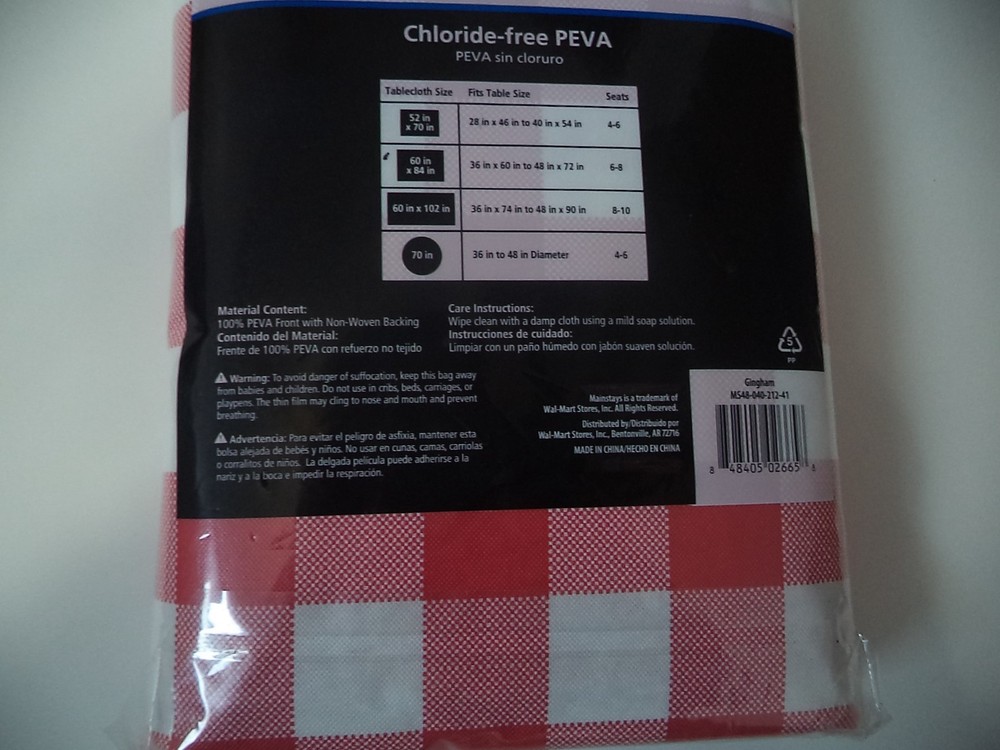 Chloride-free PEVA
PEVA sin cloruro
Tablecloth Size Fits Table Size Seats
52 in
x 70 in
28 in x 46 in to 40 in x 54 in 4-6
60 in
x 84 in
36 in x 60 in to 48 in x 72 in 6-8
60 in x 102 in 36 in x 74 in to 48 in x 90 in 8-10
70 in 36 in to 48 in Diameter 4-6
Material Content:
100% PEVA Front with Non-Woven Backing
Contenido del Material:
Frente de 100% PEVA con refuerzo no tejido
Care Instructions:
Wipe clean with a damp cloth using a mild soap solution.
Instrucciones de cuidado:
Limpiar con un paño húmedo con jabón suaven solución.
5
PP
Warning: To avoid danger of suffocation, keep this bag away
from babies and children. Do not use in cribs, beds, carriages, or
playpens. The thin film may cling to nose and mouth and prevent
breathing.
Advertencia: Para evitar el peligro de asfixia, mantener esta
bolsa alejada de bebés y niños. No usar en cunas, camas, carriolas
o corralitos de niños. La delgada película puede adherirse a la
nariz y a la boca e impedir la respiración.
Mainstays is a trademark of
Wal-Mart Stores, Inc. All Rights Reserved.
Distributed by/Distribuido por
Wal-Mart Stores, Inc., Bentonville, AR 72716
MADE IN CHINA/HECHO EN CHINA
Gingham
MS48-040-212-41
8 48405 02665 6